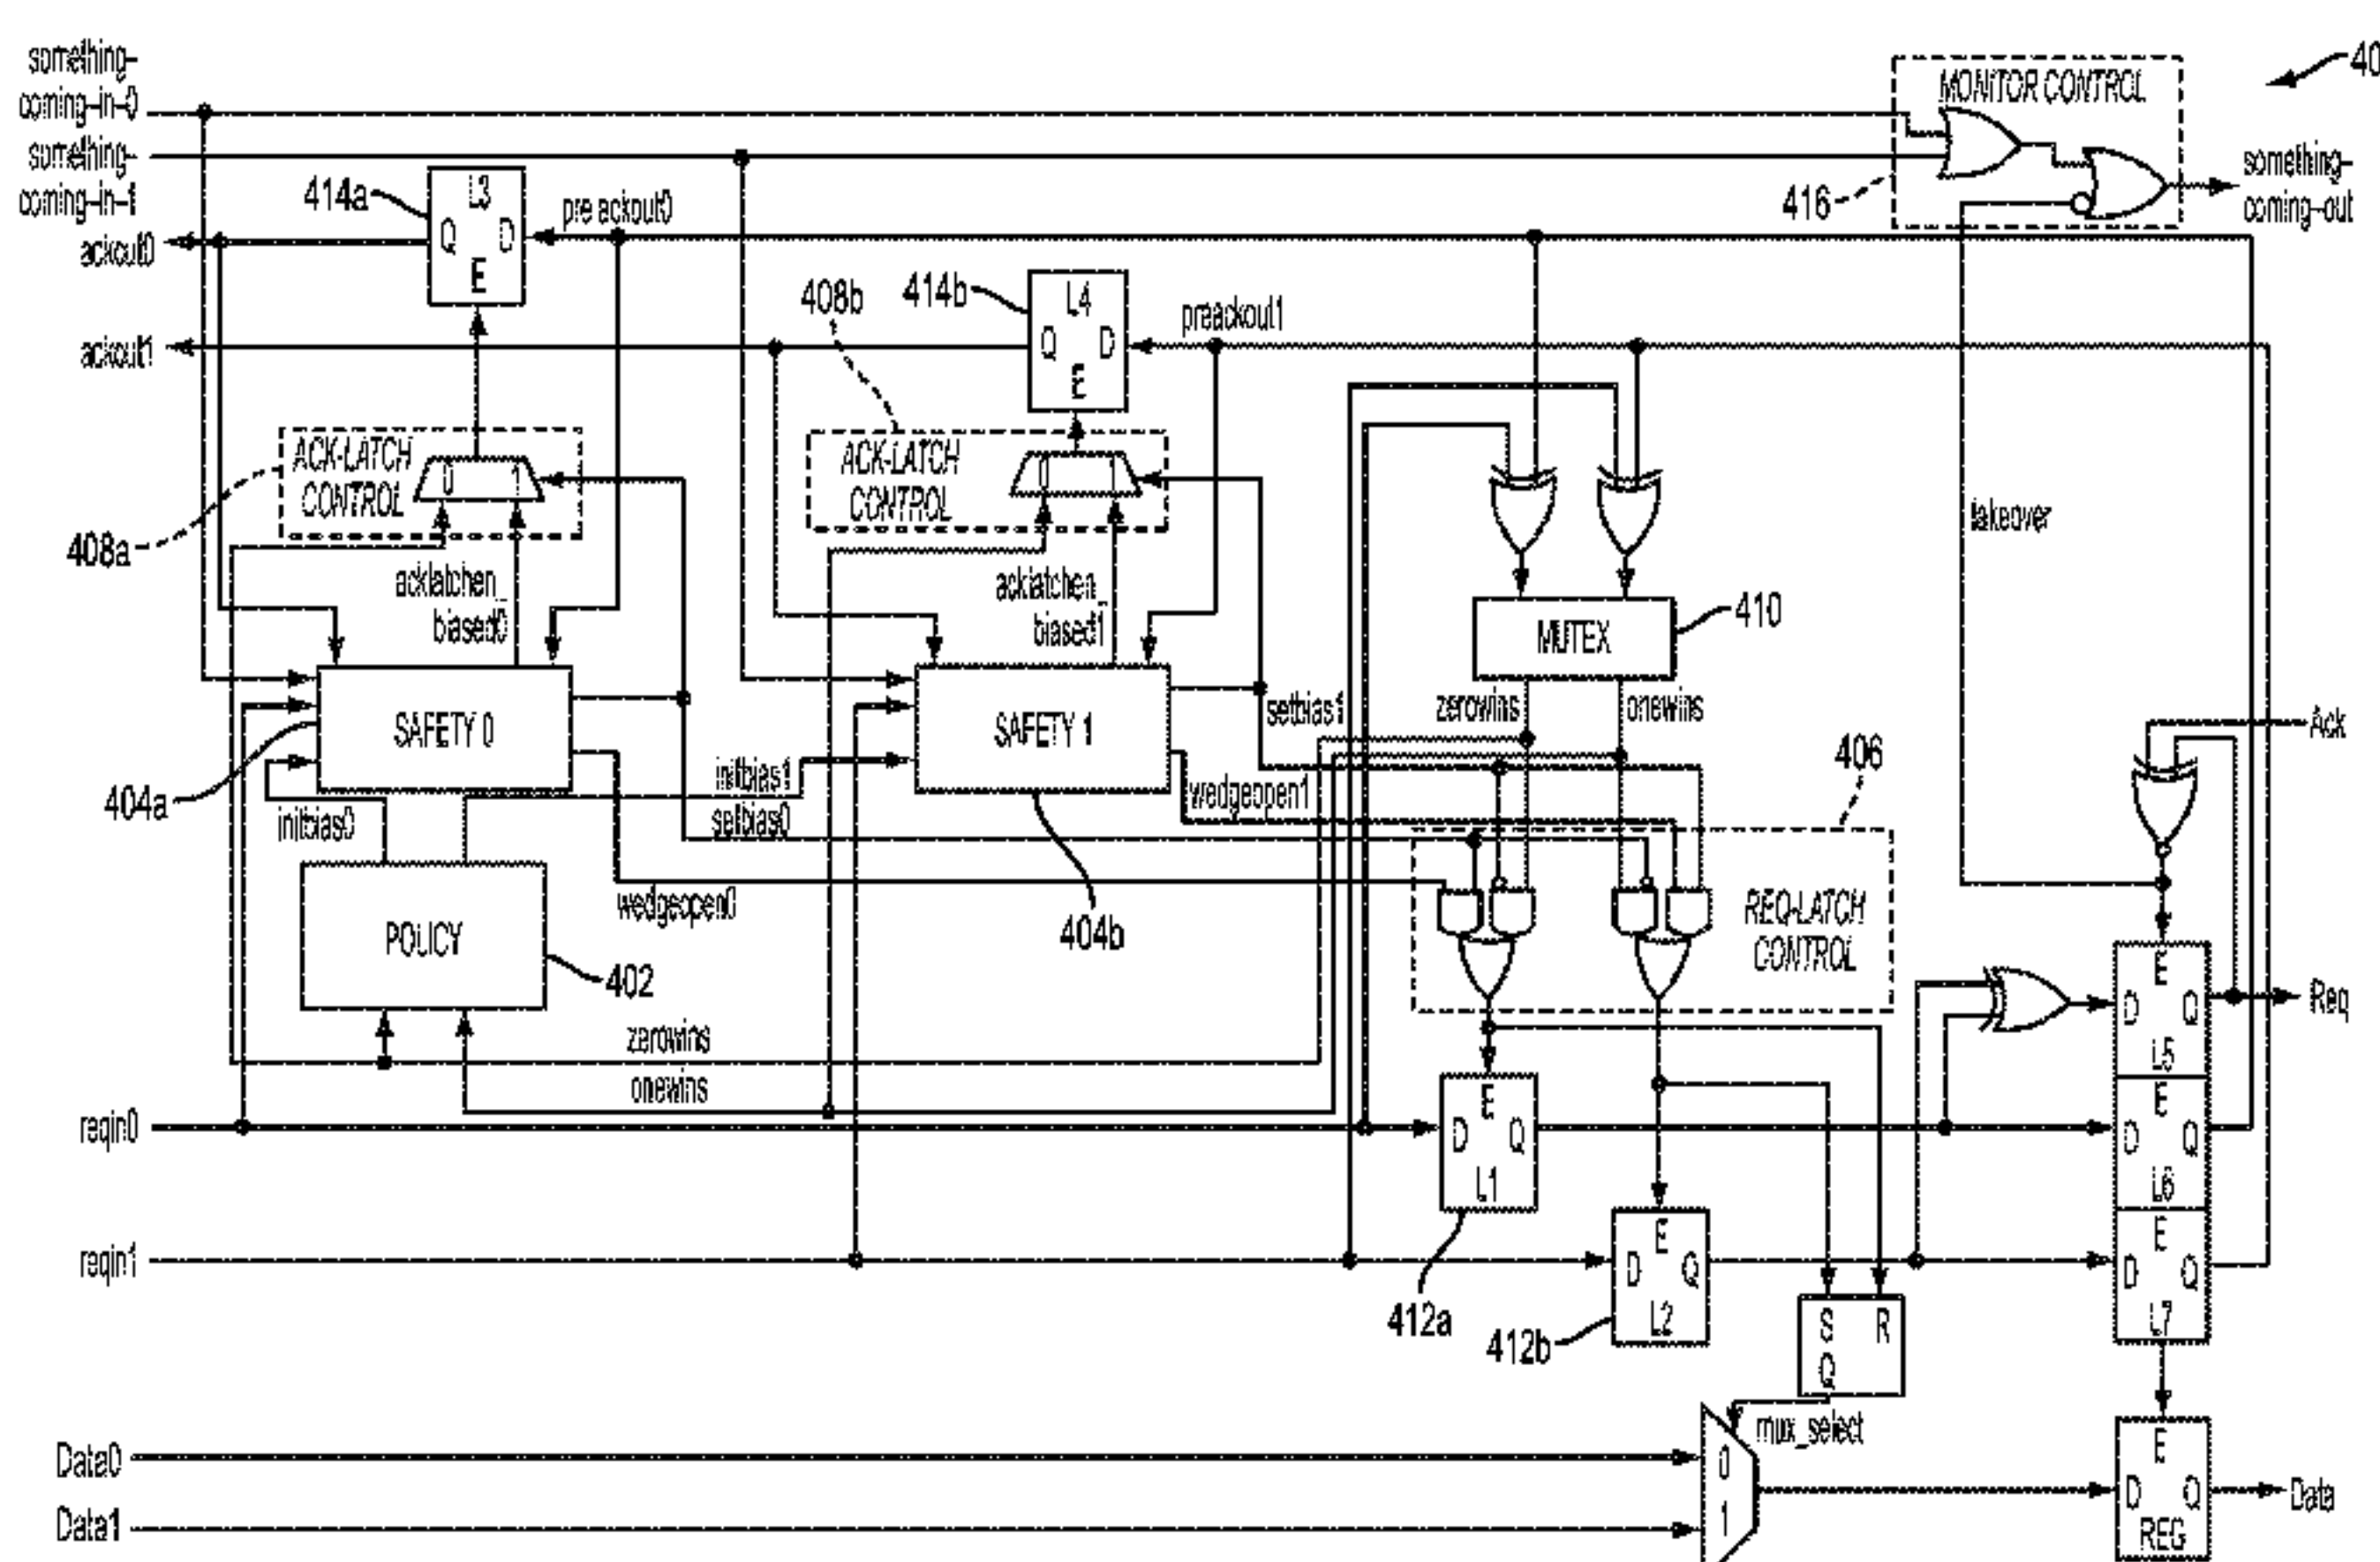 something-
coming-in-0
something-
coming-in-1
ackout0
ackout1
414a
L3
Q D
E
pre ackout0
MONITOR CONTROL
40
416
something-
coming-out
408b
414b
L4
Q D
E
preackout1
ACK-LATCH
CONTROL
0 1
408a
ACK-LATCH
CONTROL
0 1
takeover
acklatchen_
biased0
acklatchen_
biased1
MUTEX
410
SAFETY 0
404a
SAFETY 1
404b
setbias1
zerowins
onewins
Ack
406
initbias0
initbias1
setbias0
wedgeopen1
wedgeopen0
POLICY
402
REQ-LATCH
CONTROL
zerowins
onewins
E
D Q
L5
Req
reqin0
E
D Q
L1
412a
E
D Q
L6
reqin1
E
D Q
L2
412b
E
D Q
L7
S R
Q
mux_select
Data0
Data1
0
1
E
D Q
REG
Data